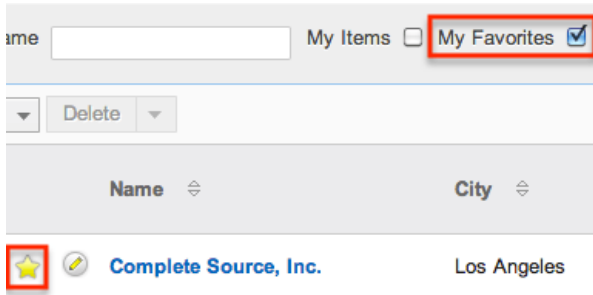 ame My Items My Favorites
Delete
Name City
Complete Source, Inc. Los Angeles